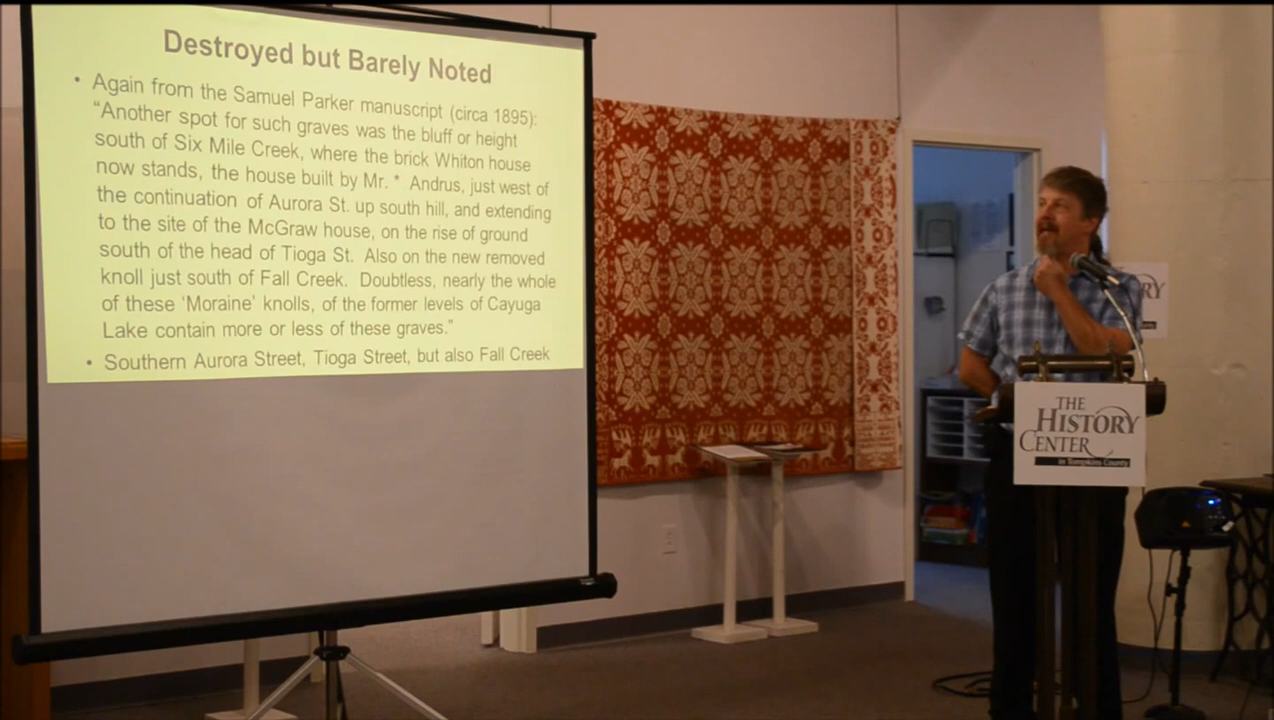 Destroyed but Barely Noted
• Again from the Samuel Parker manuscript (circa 1895):
“Another spot for such graves was the bluff or height
south of Six Mile Creek, where the brick Whiton house
now stands, the house built by Mr. * Andrus, just west of
the continuation of Aurora St. up south hill, and extending
to the site of the McGraw house, on the rise of ground
south of the head of Tioga St. Also on the new removed
knoll just south of Fall Creek. Doubtless, nearly the whole
of these ‘Moraine’ knolls, of the former levels of Cayuga
Lake contain more or less of these graves.”
• Southern Aurora Street, Tioga Street, but also Fall Creek
THE
HISTORY
CENTER
in Tompkins County
RY